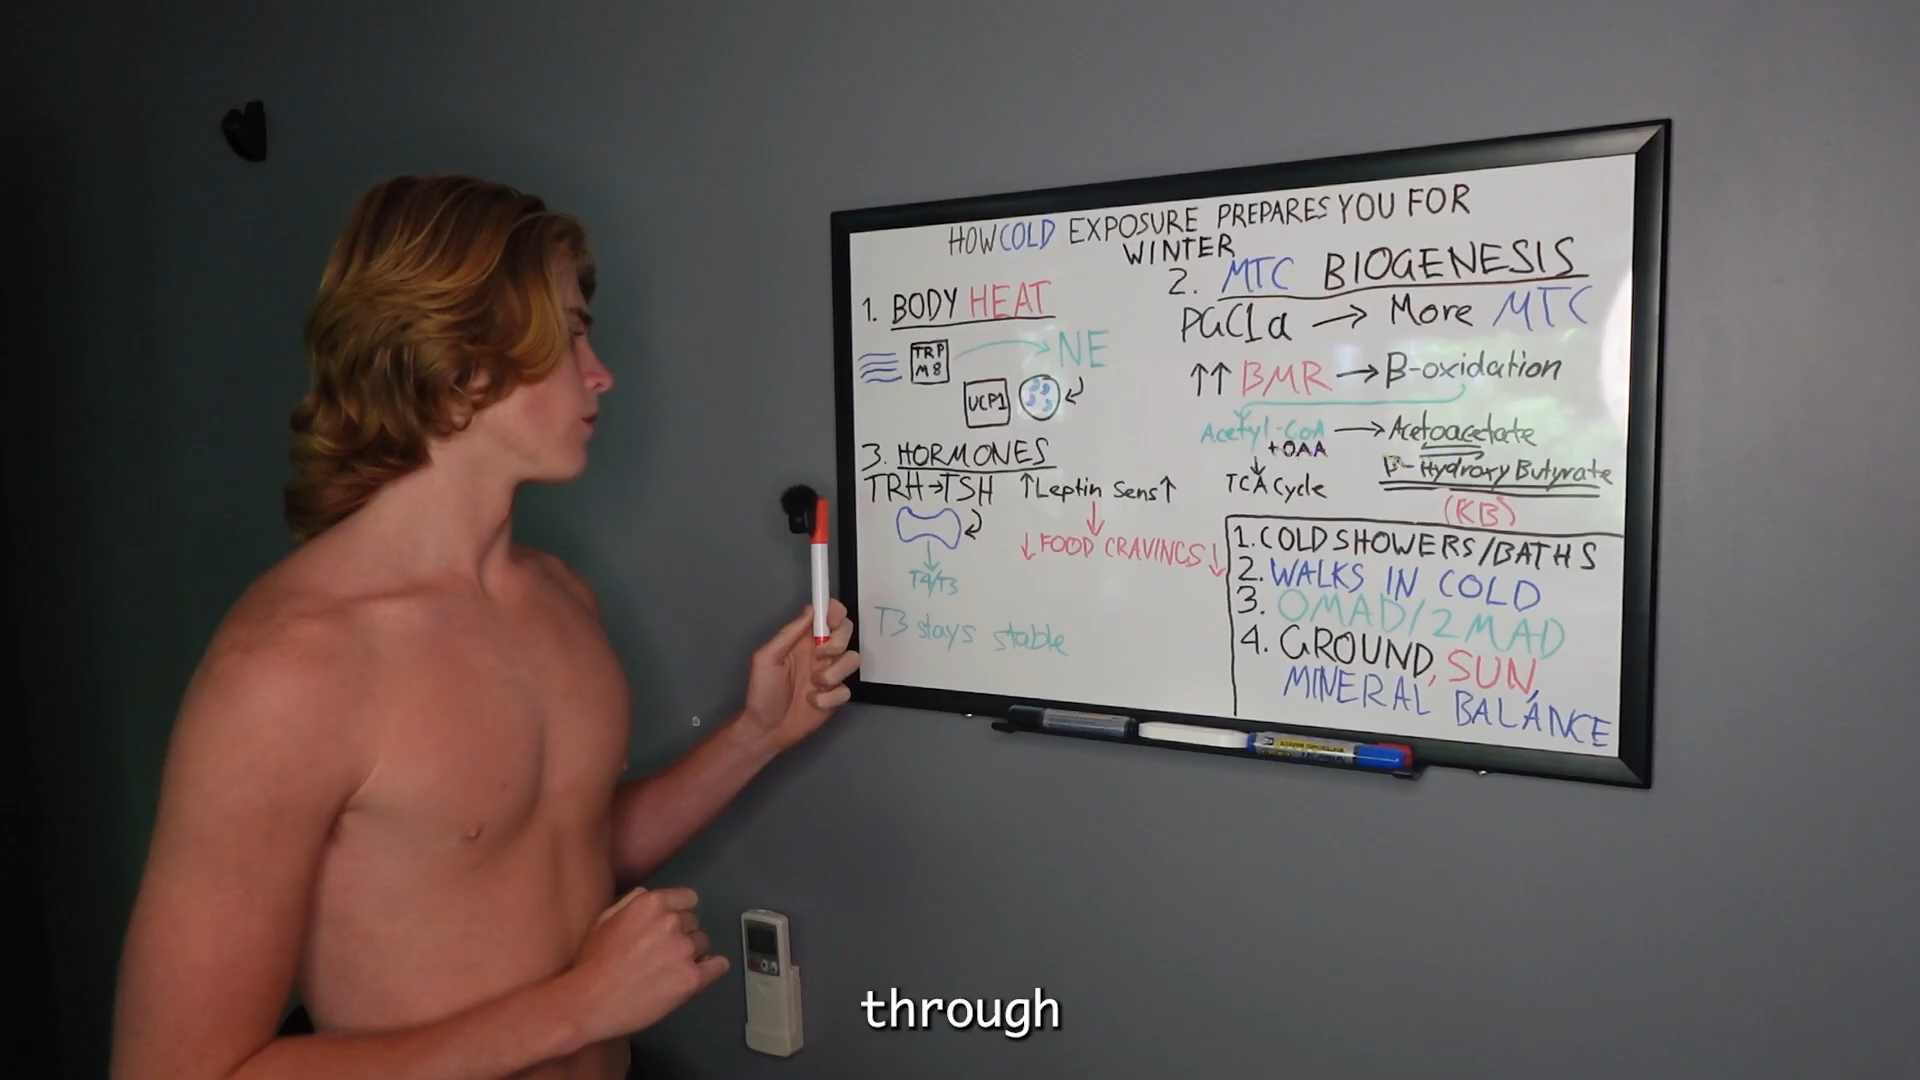 HOW COLD EXPOSURE PREPARES YOU FOR
WINTER
1. BODY HEAT
TRP
M8
NE
UCP1
3. HORMONES
TRH→TSH
↑Leptin Sens↑
↓FOOD CRAVINGS↓
T4/T3
T3 stays stable
2. MTC BIOGENESIS
PGC1a → More MTC
↑↑ BMR → B-oxidation
Acetyl-CoA → Acetoacetate
+OAA
B-HydroxyButyrate
TCA Cycle
(KB)
1. COLD SHOWERS/BATHS
2. WALKS IN COLD
3. OMAD/2MAD
4. GROUND, SUN,
MINERAL BALANCE
through